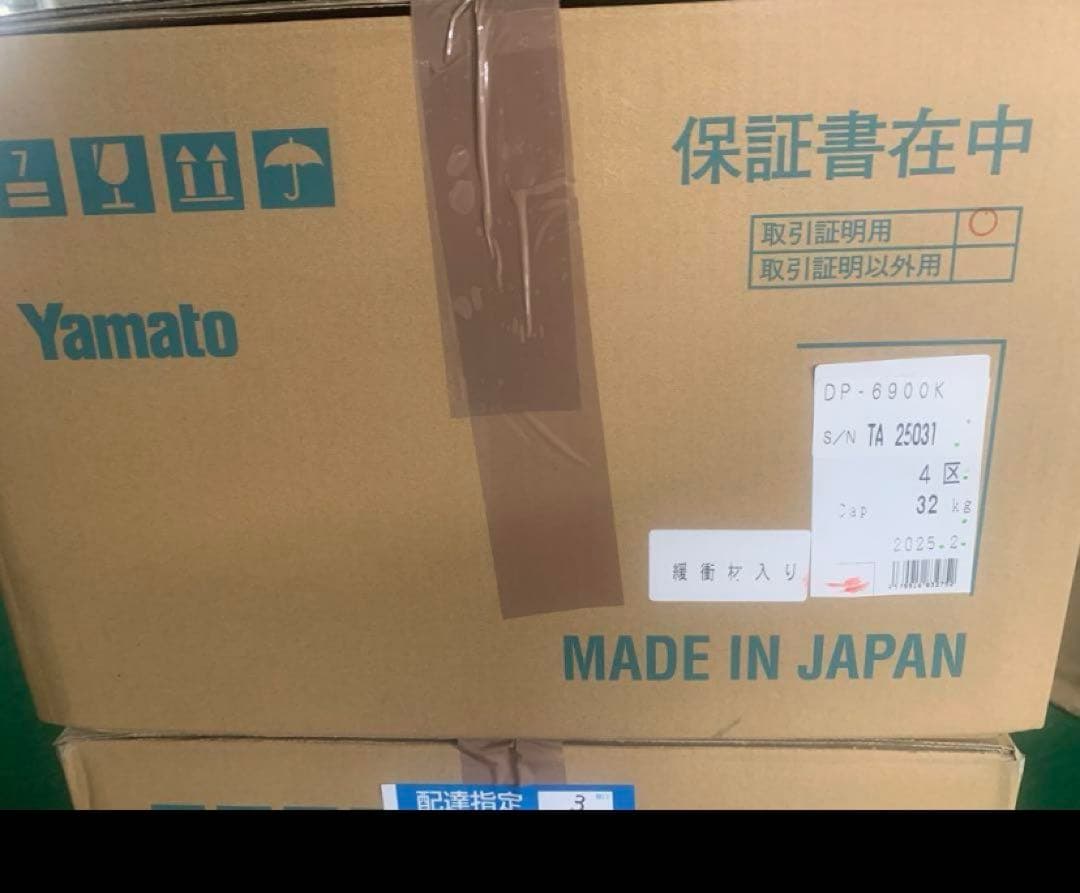 7
保証書在中
取引証明用
取引証明以外用
Yamato
DP-6900K
S/N TA 25031
4区
Cap 32 kg
2025.2.
緩衝材入り
MADE IN JAPAN
配達指定 3